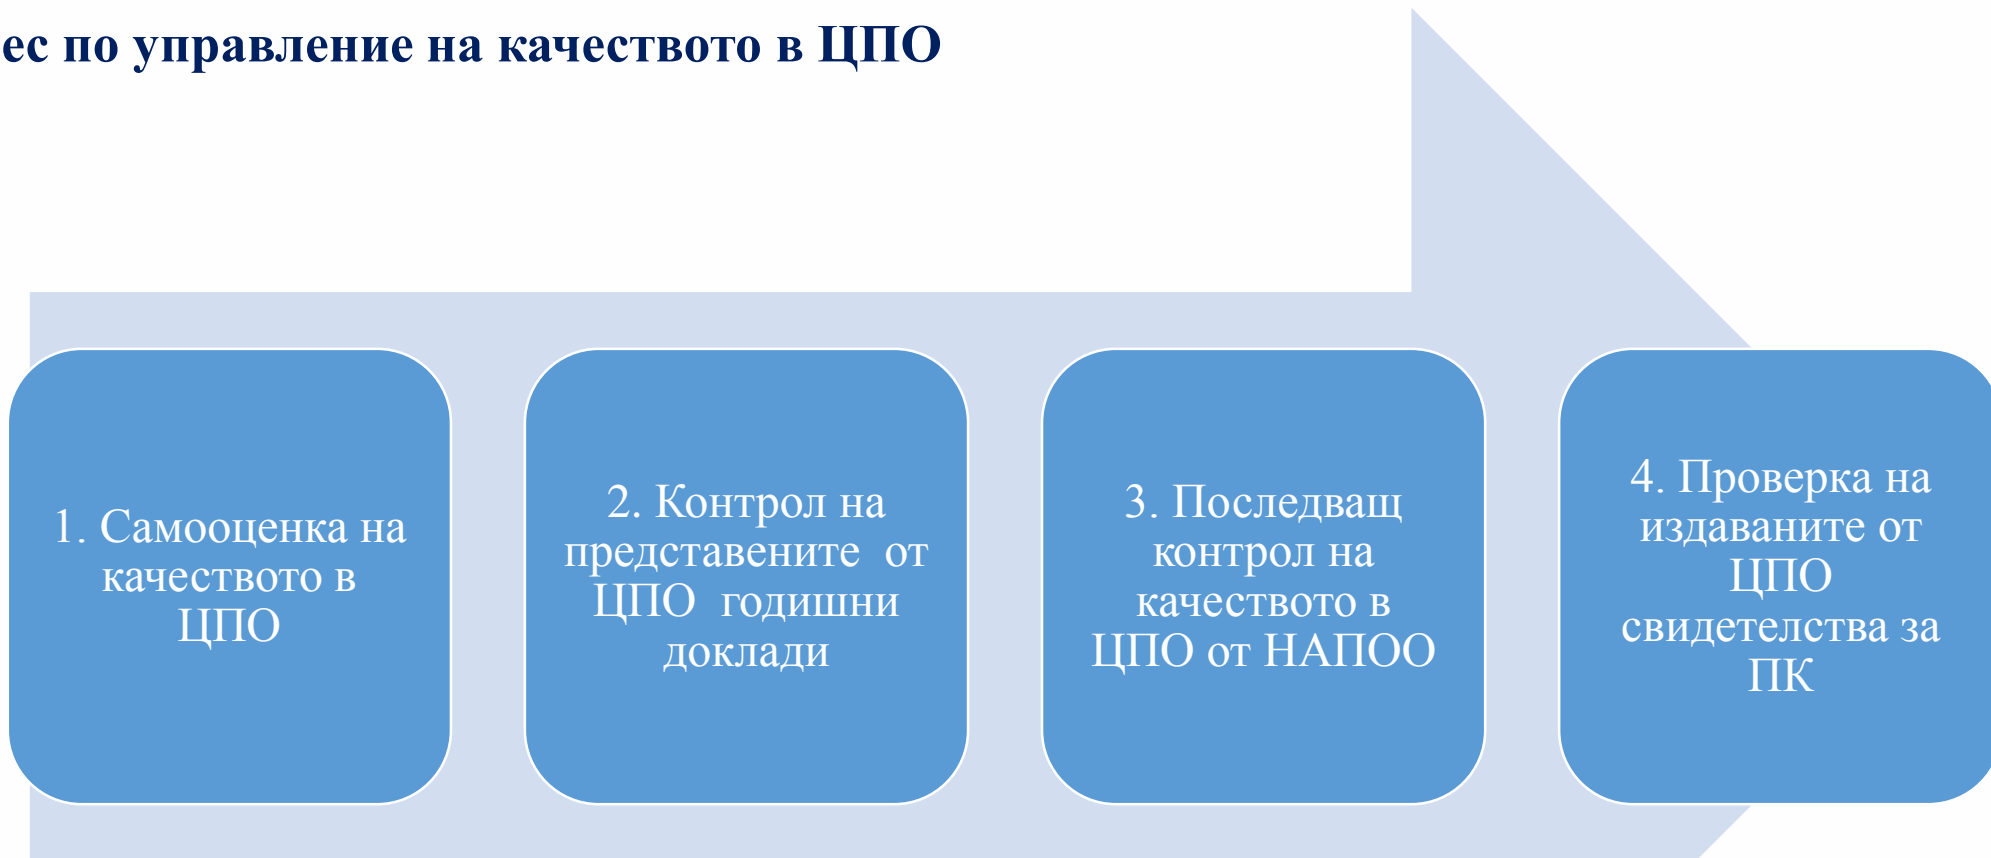 ес по управление на качеството в ЦПО
1. Самооценка на
качеството в
ЦПО
2. Контрол на
представените от
ЦПО годишни
доклади
3. Последващ
контрол на
качеството в
ЦПО от НАПОО
4. Проверка на
издаваните от
ЦПО
свидетелства за
ПК